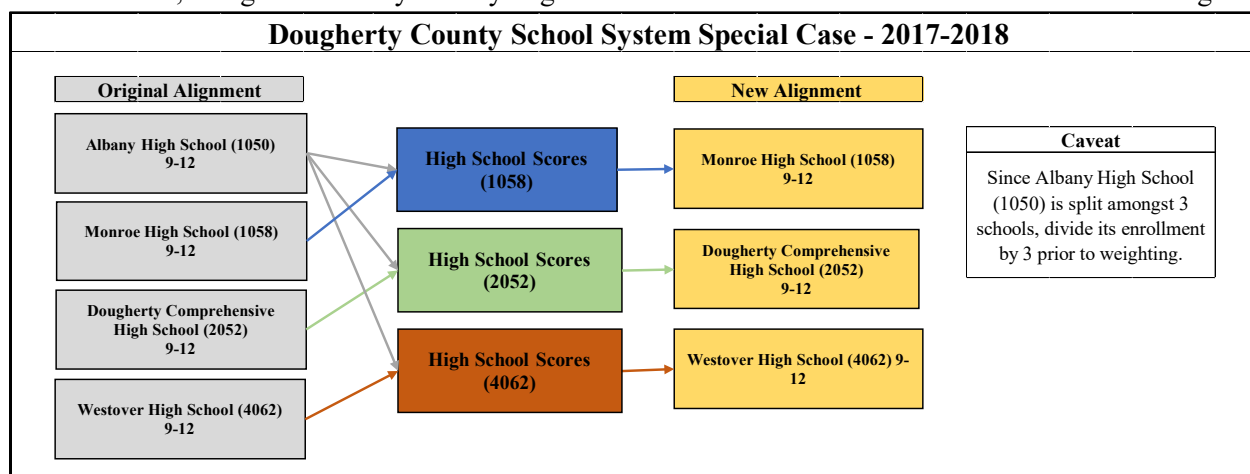 Dougherty County School System Special Case - 2017-2018
Original Alignment
Albany High School (1050)
9-12
Monroe High School (1058)
9-12
Dougherty Comprehensive
High School (2052)
9-12
Westover High School (4062)
9-12
High School Scores
(1058)
High School Scores
(2052)
High School Scores
(4062)
New Alignment
Monroe High School (1058)
9-12
Dougherty Comprehensive
High School (2052)
9-12
Westover High School (4062) 9-
12
Caveat
Since Albany High School
(1050) is split amongst 3
schools, divide its enrollment
by 3 prior to weighting.